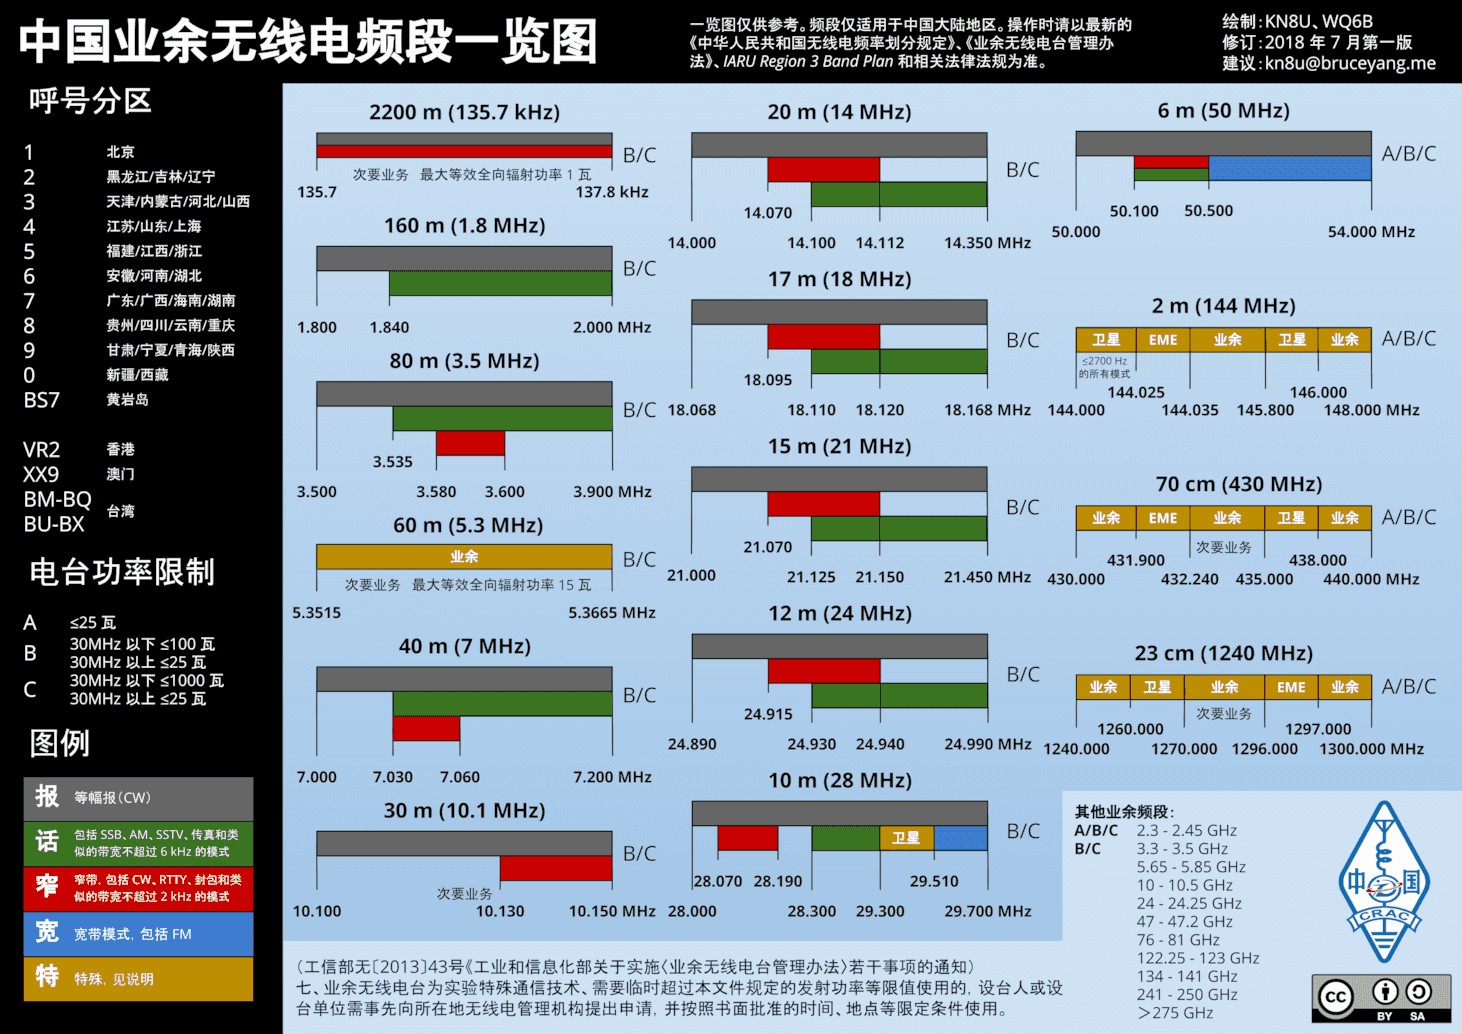 中国业余无线电频段一览图
一览图仅供参考。频段仅适用于中国大陆地区。操作时请以最新的
《中华人民共和国无线电频率划分规定》、《业余无线电台管理办
法》、IARU Region 3 Band Plan 和相关法律法规为准。
绘制：KN8U、WQ6B
修订：2018 年 7 月第一版
建议：kn8u@bruceyang.me
呼号分区
1 北京
2 黑龙江/吉林/辽宁
3 天津/内蒙古/河北/山西
4 江苏/山东/上海
5 福建/江西/浙江
6 安徽/河南/湖北
7 广东/广西/海南/湖南
8 贵州/四川/云南/重庆
9 甘肃/宁夏/青海/陕西
0 新疆/西藏
BS7 黄岩岛
VR2 香港
XX9 澳门
BM-BQ
BU-BX
台湾
电台功率限制
A ≤25 瓦
B 30MHz 以下 ≤100 瓦
30MHz 以上 ≤25 瓦
C 30MHz 以下 ≤1000 瓦
30MHz 以上 ≤25 瓦
图例
报 等幅报（CW）
话 包括 SSB、AM、SSTV、传真和类
似的带宽不超过 6 kHz 的模式
窄 窄带，包括 CW、RTTY、封包和类
似的带宽不超过 2 kHz 的模式
宽 宽带模式，包括 FM
特 特殊，见说明
2200 m (135.7 kHz)
B/C
次要业务 最大等效全向辐射功率 1 瓦
135.7 137.8 kHz
160 m (1.8 MHz)
B/C
1.800 1.840 2.000 MHz
80 m (3.5 MHz)
B/C
3.535
3.500 3.580 3.600 3.900 MHz
60 m (5.3 MHz)
业余 B/C
次要业务 最大等效全向辐射功率 15 瓦
5.3515 5.3665 MHz
40 m (7 MHz)
B/C
7.000 7.030 7.060 7.200 MHz
30 m (10.1 MHz)
B/C
次要业务
10.100 10.130 10.150 MHz
20 m (14 MHz)
B/C
14.070
14.000 14.100 14.112 14.350 MHz
17 m (18 MHz)
B/C
18.095
18.068 18.110 18.120 18.168 MHz
15 m (21 MHz)
B/C
21.070
21.000 21.125 21.150 21.450 MHz
12 m (24 MHz)
B/C
24.915
24.890 24.930 24.940 24.990 MHz
10 m (28 MHz)
B/C
卫星
28.070 28.190 29.510
28.000 28.300 29.300 29.700 MHz
6 m (50 MHz)
A/B/C
50.100 50.500
50.000 54.000 MHz
2 m (144 MHz)
卫星 EME 业余 卫星 业余 A/B/C
≤2700 Hz
的所有模式
144.025 146.000
144.000 144.035 145.800 148.000 MHz
70 cm (430 MHz)
业余 EME 业余 卫星 业余 A/B/C
次要业务
431.900 438.000
430.000 432.240 435.000 440.000 MHz
23 cm (1240 MHz)
业余 卫星 业余 EME 业余 A/B/C
次要业务
1260.000 1297.000
1240.000 1270.000 1296.000 1300.000 MHz
其他业余频段：
A/B/C 2.3 - 2.45 GHz
B/C 3.3 - 3.5 GHz
5.65 - 5.85 GHz
10 - 10.5 GHz
24 - 24.25 GHz
47 - 47.2 GHz
76 - 81 GHz
122.25 - 123 GHz
134 - 141 GHz
241 - 250 GHz
＞275 GHz
中 国
CRAC
CC BY SA
（工信部无〔2013〕43号《工业和信息化部关于实施〈业余无线电台管理办法〉若干事项的通知）
七、业余无线电台为实验特殊通信技术、需要临时超过本文件规定的发射功率等限值使用的，设台人或设
台单位需事先向所在地无线电管理机构提出申请，并按照书面批准的时间、地点等限定条件使用。